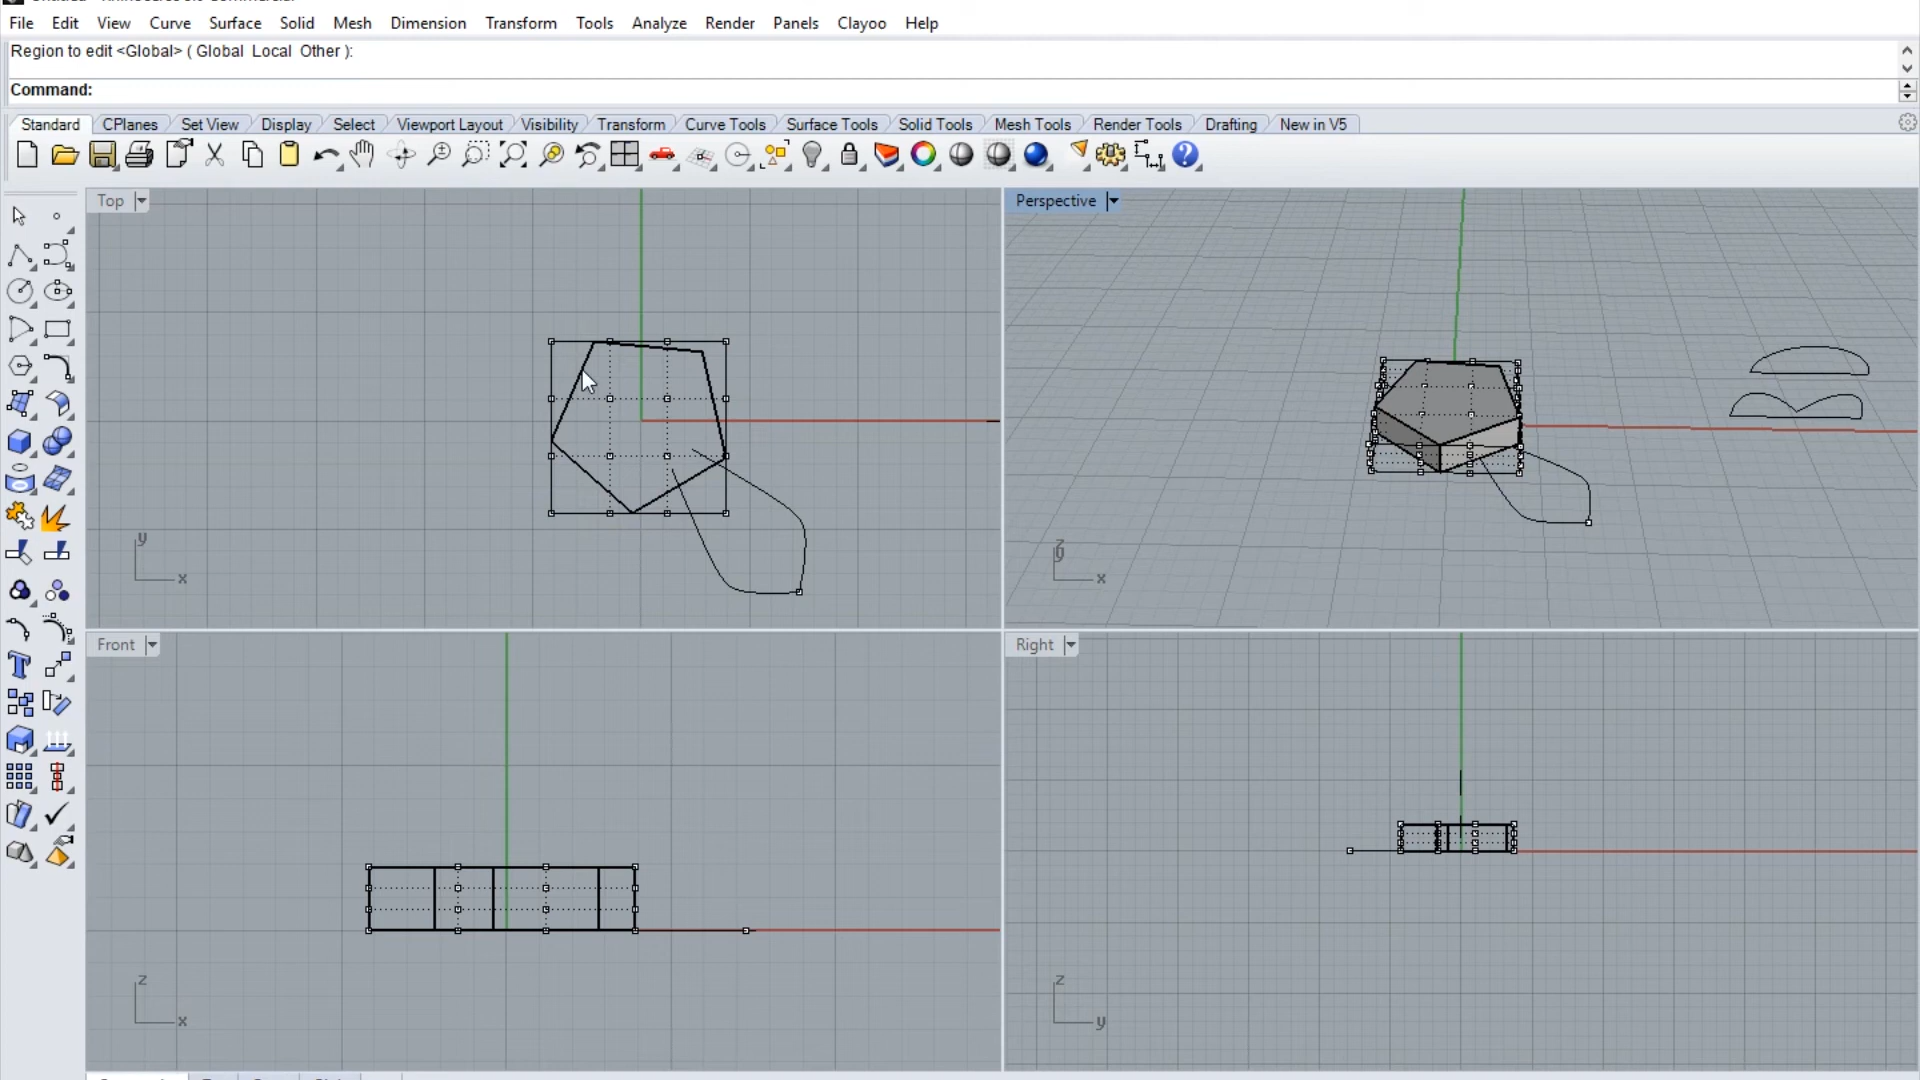 File Edit View Curve Surface Solid Mesh Dimension Transform Tools Analyze Render Panels Clayoo Help
Region to edit <Global> ( Global Local Other ):
Command:
Standard CPlanes Set View Display Select Viewport Layout Visibility Transform Curve Tools Surface Tools Solid Tools Mesh Tools Render Tools Drafting New in V5
Top
Perspective
y
x
z
y
x
Front
Right
z
x
z
y